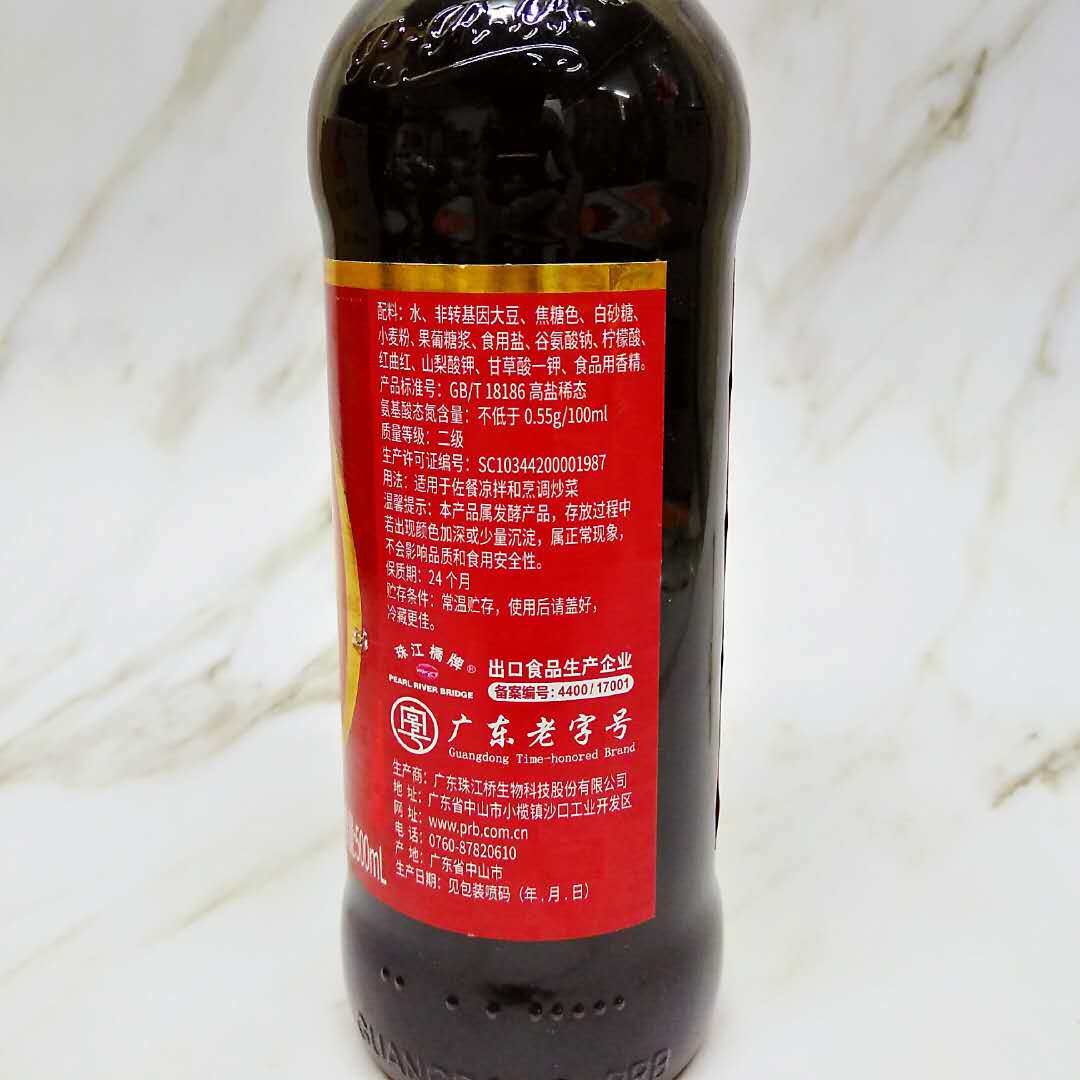 配料：水、非转基因大豆、焦糖色、白砂糖、
小麦粉、果葡糖浆、食用盐、谷氨酸钠、柠檬酸、
红曲红、山梨酸钾、甘草酸一钾、食品用香精。
产品标准号：GB/T 18186 高盐稀态
氨基酸态氮含量：不低于 0.55g/100ml
质量等级：二级
生产许可证编号：SC10344200001987
用法：适用于佐餐凉拌和烹调炒菜
温馨提示：本产品属发酵产品，存放过程中
若出现颜色加深或少量沉淀，属正常现象，
不会影响品质和食用安全性。
保质期：24个月
贮存条件：常温贮存，使用后请盖好，
冷藏更佳。
珠江橋牌®
PEARL RIVER BRIDGE
出口食品生产企业
备案编号：4400/17001
广东老字号
Guangdong Time-honored Brand
生产商：广东珠江桥生物科技股份有限公司
地址：广东省中山市小榄镇沙口工业开发区
网址：www.prb.com.cn
电话：0760-87820610
产地：广东省中山市
生产日期：见包装喷码（年.月.日）
500mL